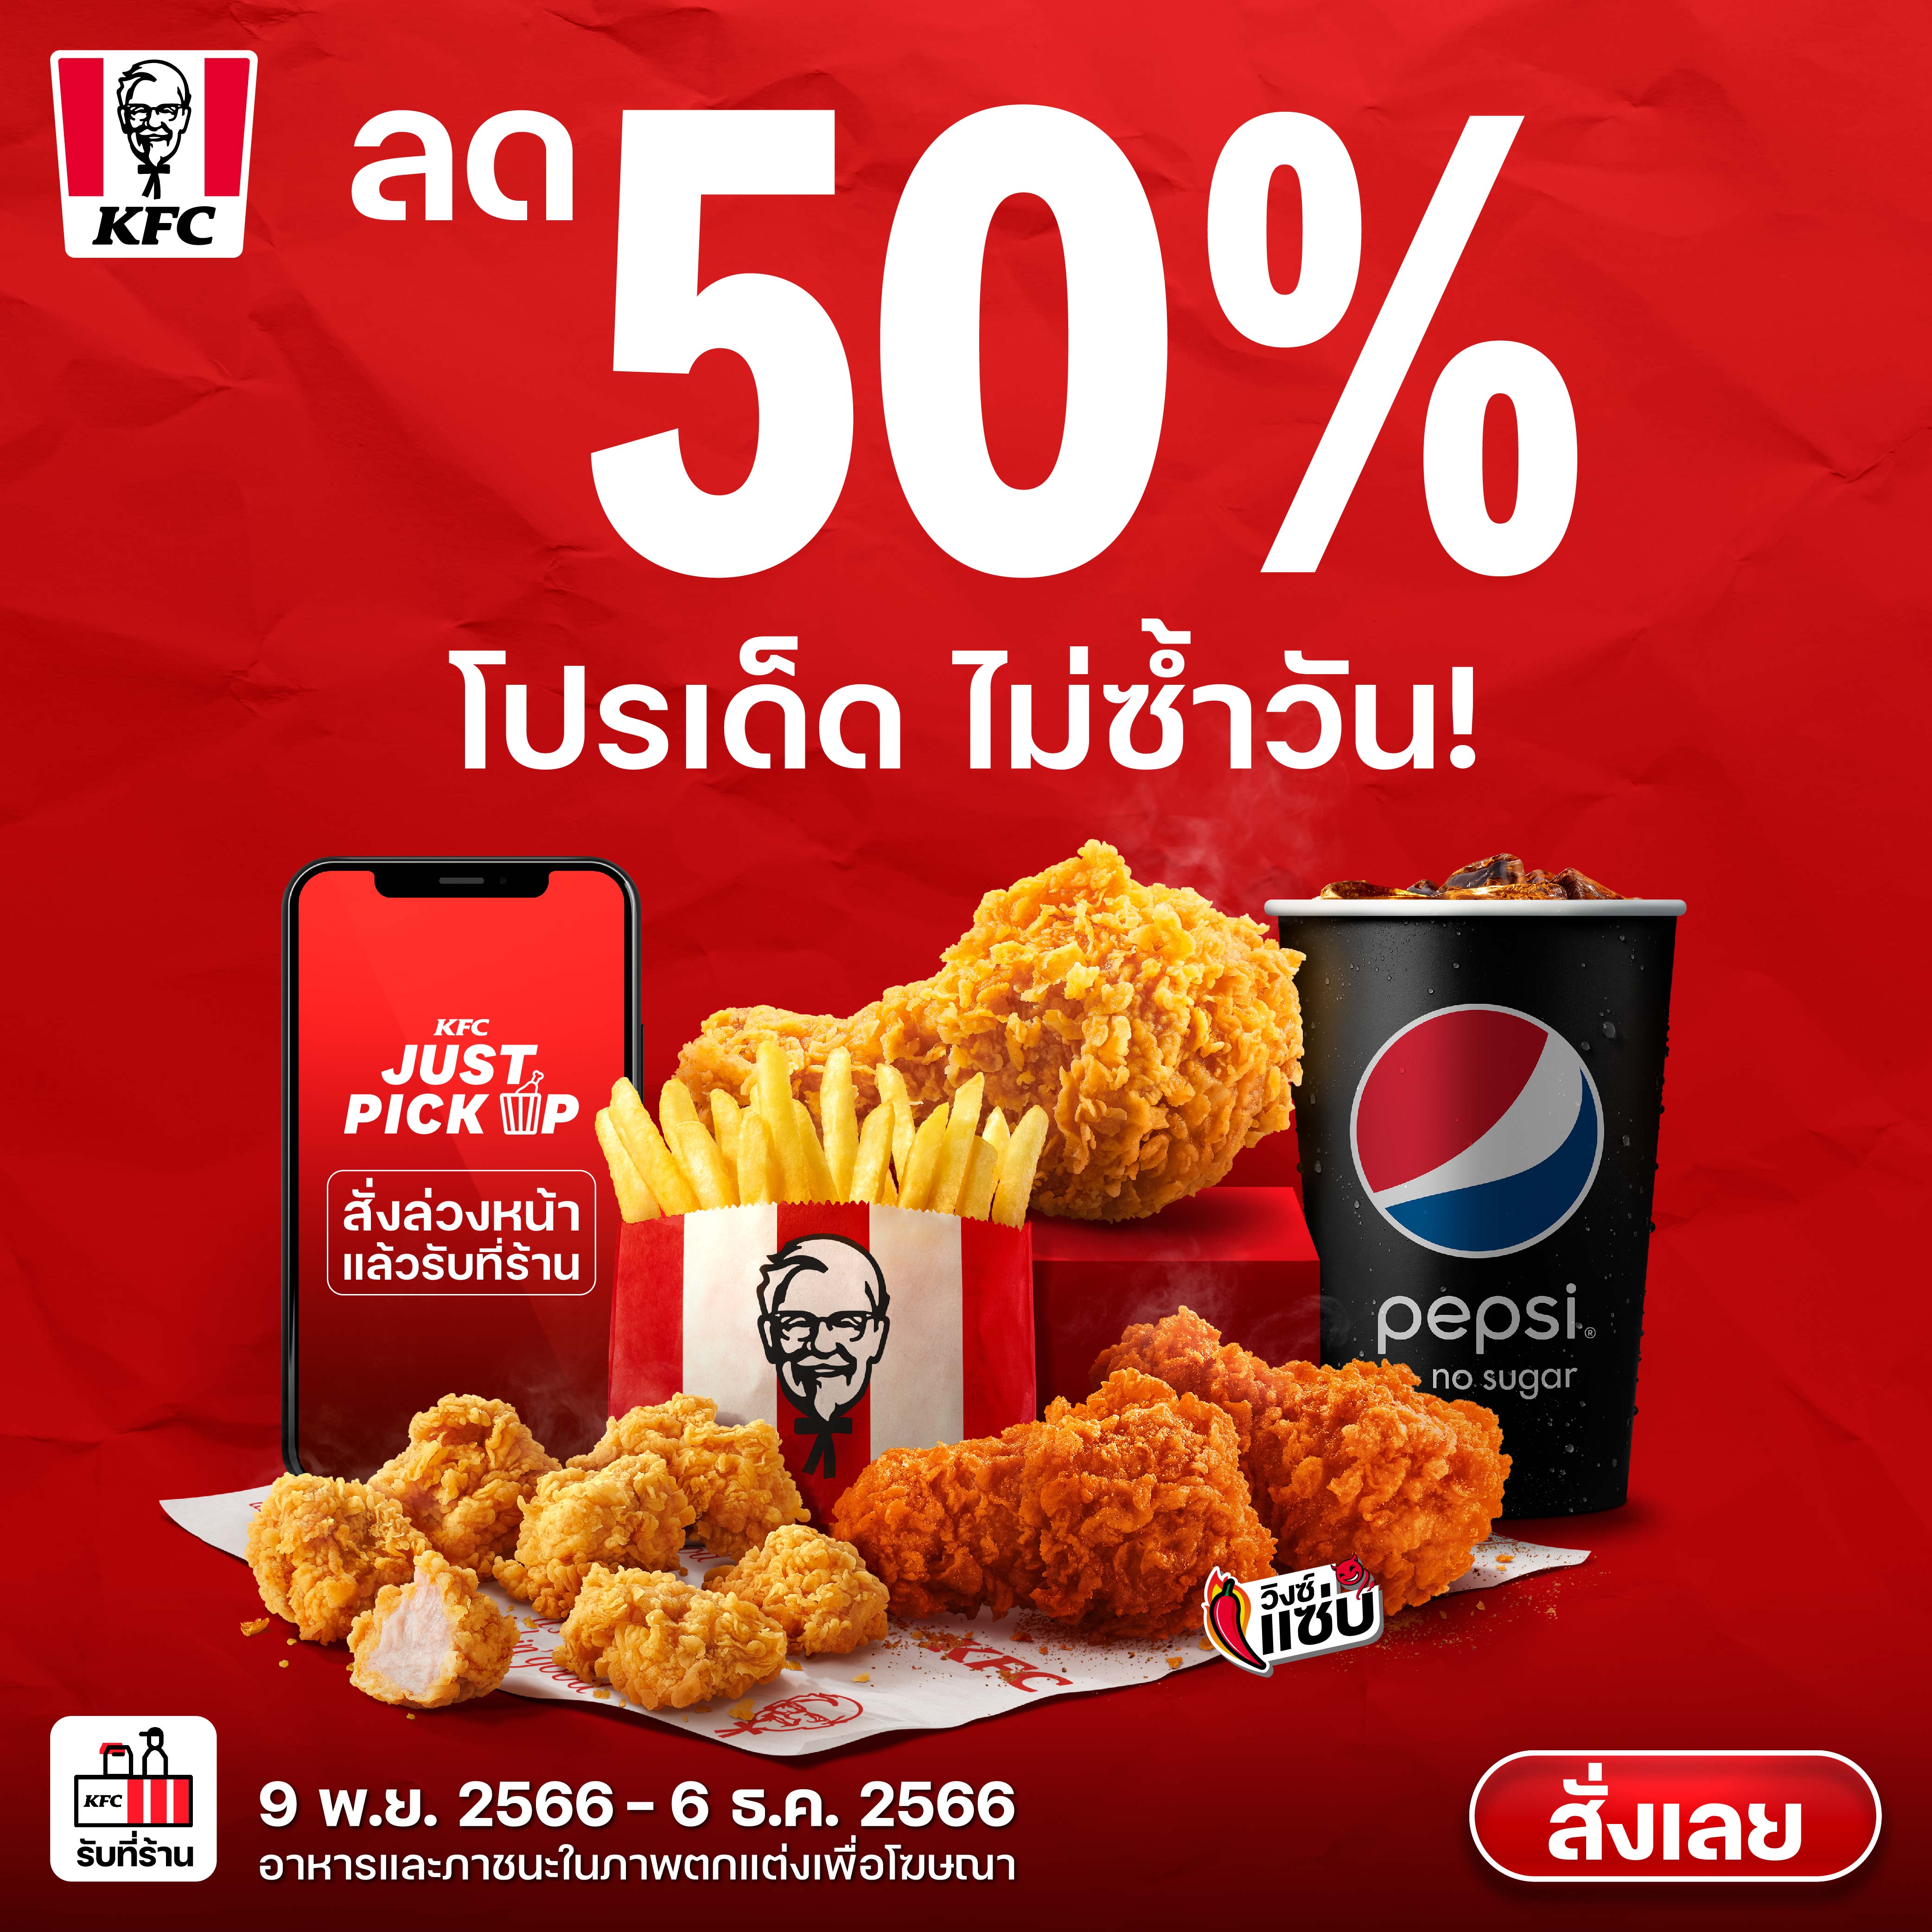 KFC
ลด 50%
โปรเด็ด ไม่ซ้ำวัน!
KFC
JUST
PICK UP
สั่งล่วงหน้า
แล้วรับที่ร้าน
pepsi®
no sugar
วิงซ์
แซ่บ
KFC
KFC
รับที่ร้าน
9 พ.ย. 2566 - 6 ธ.ค. 2566
อาหารและภาชนะในภาพตกแต่งเพื่อโฆษณา
สั่งเลย